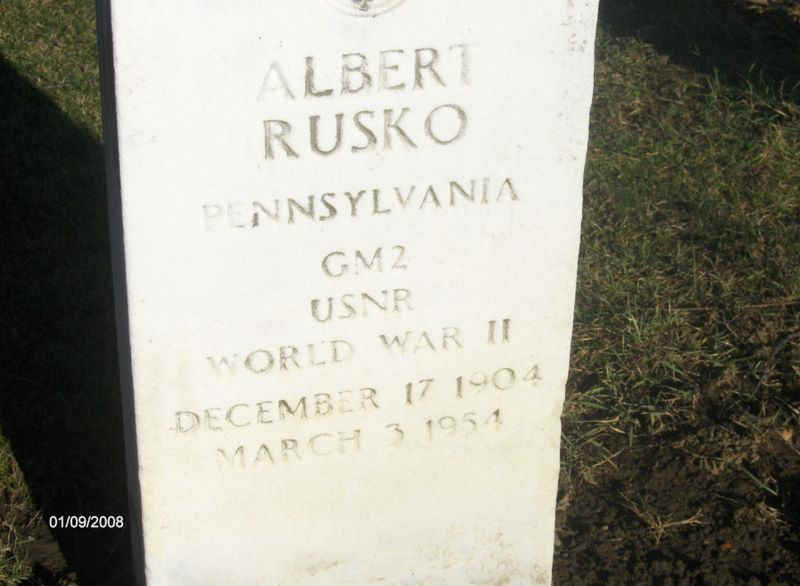 ALBERT
RUSKO
PENNSYLVANIA
GM2
USNR
WORLD WAR II
DECEMBER 17 1904
MARCH 3 1954
01/09/2008